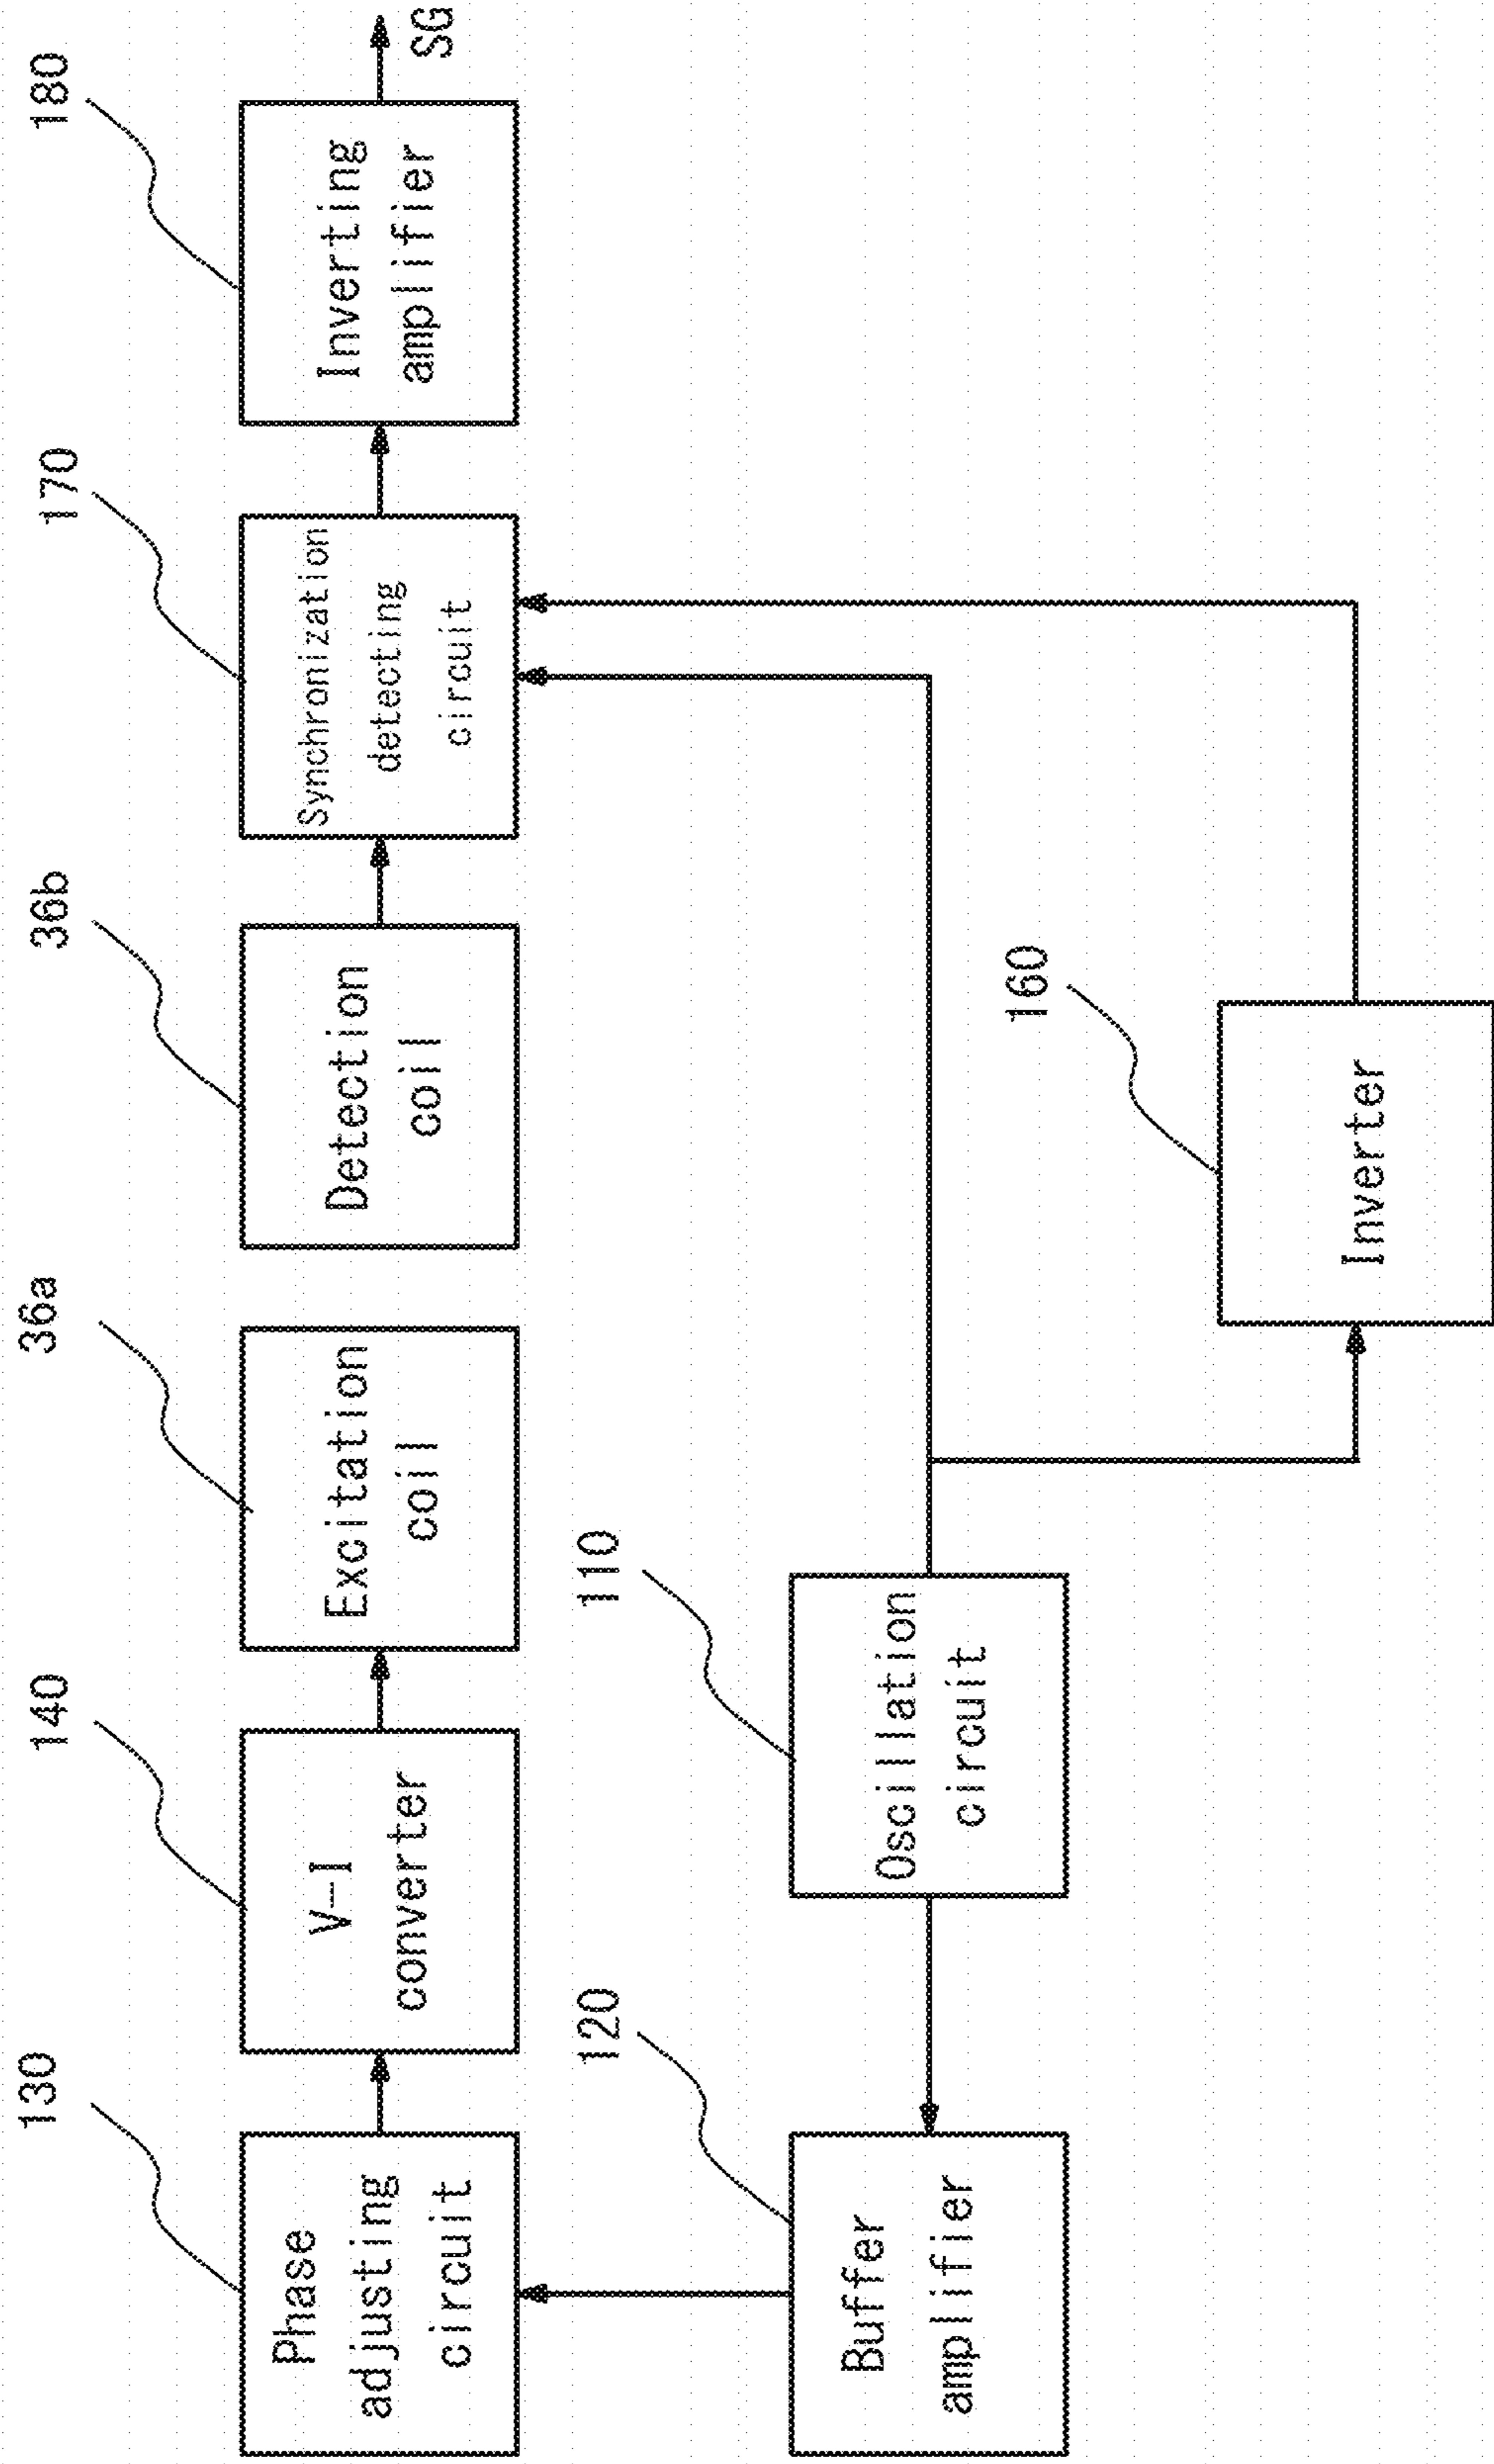 130
Phase
adjusting
circuit
140
V-I
converter
36a
Excitation
coil
36b
Detection
coil
170
Synchronization
detecting
circuit
180
Inverting
amplifier
SG
120
Buffer
amplifier
110
Oscillation
circuit
160
Inverter